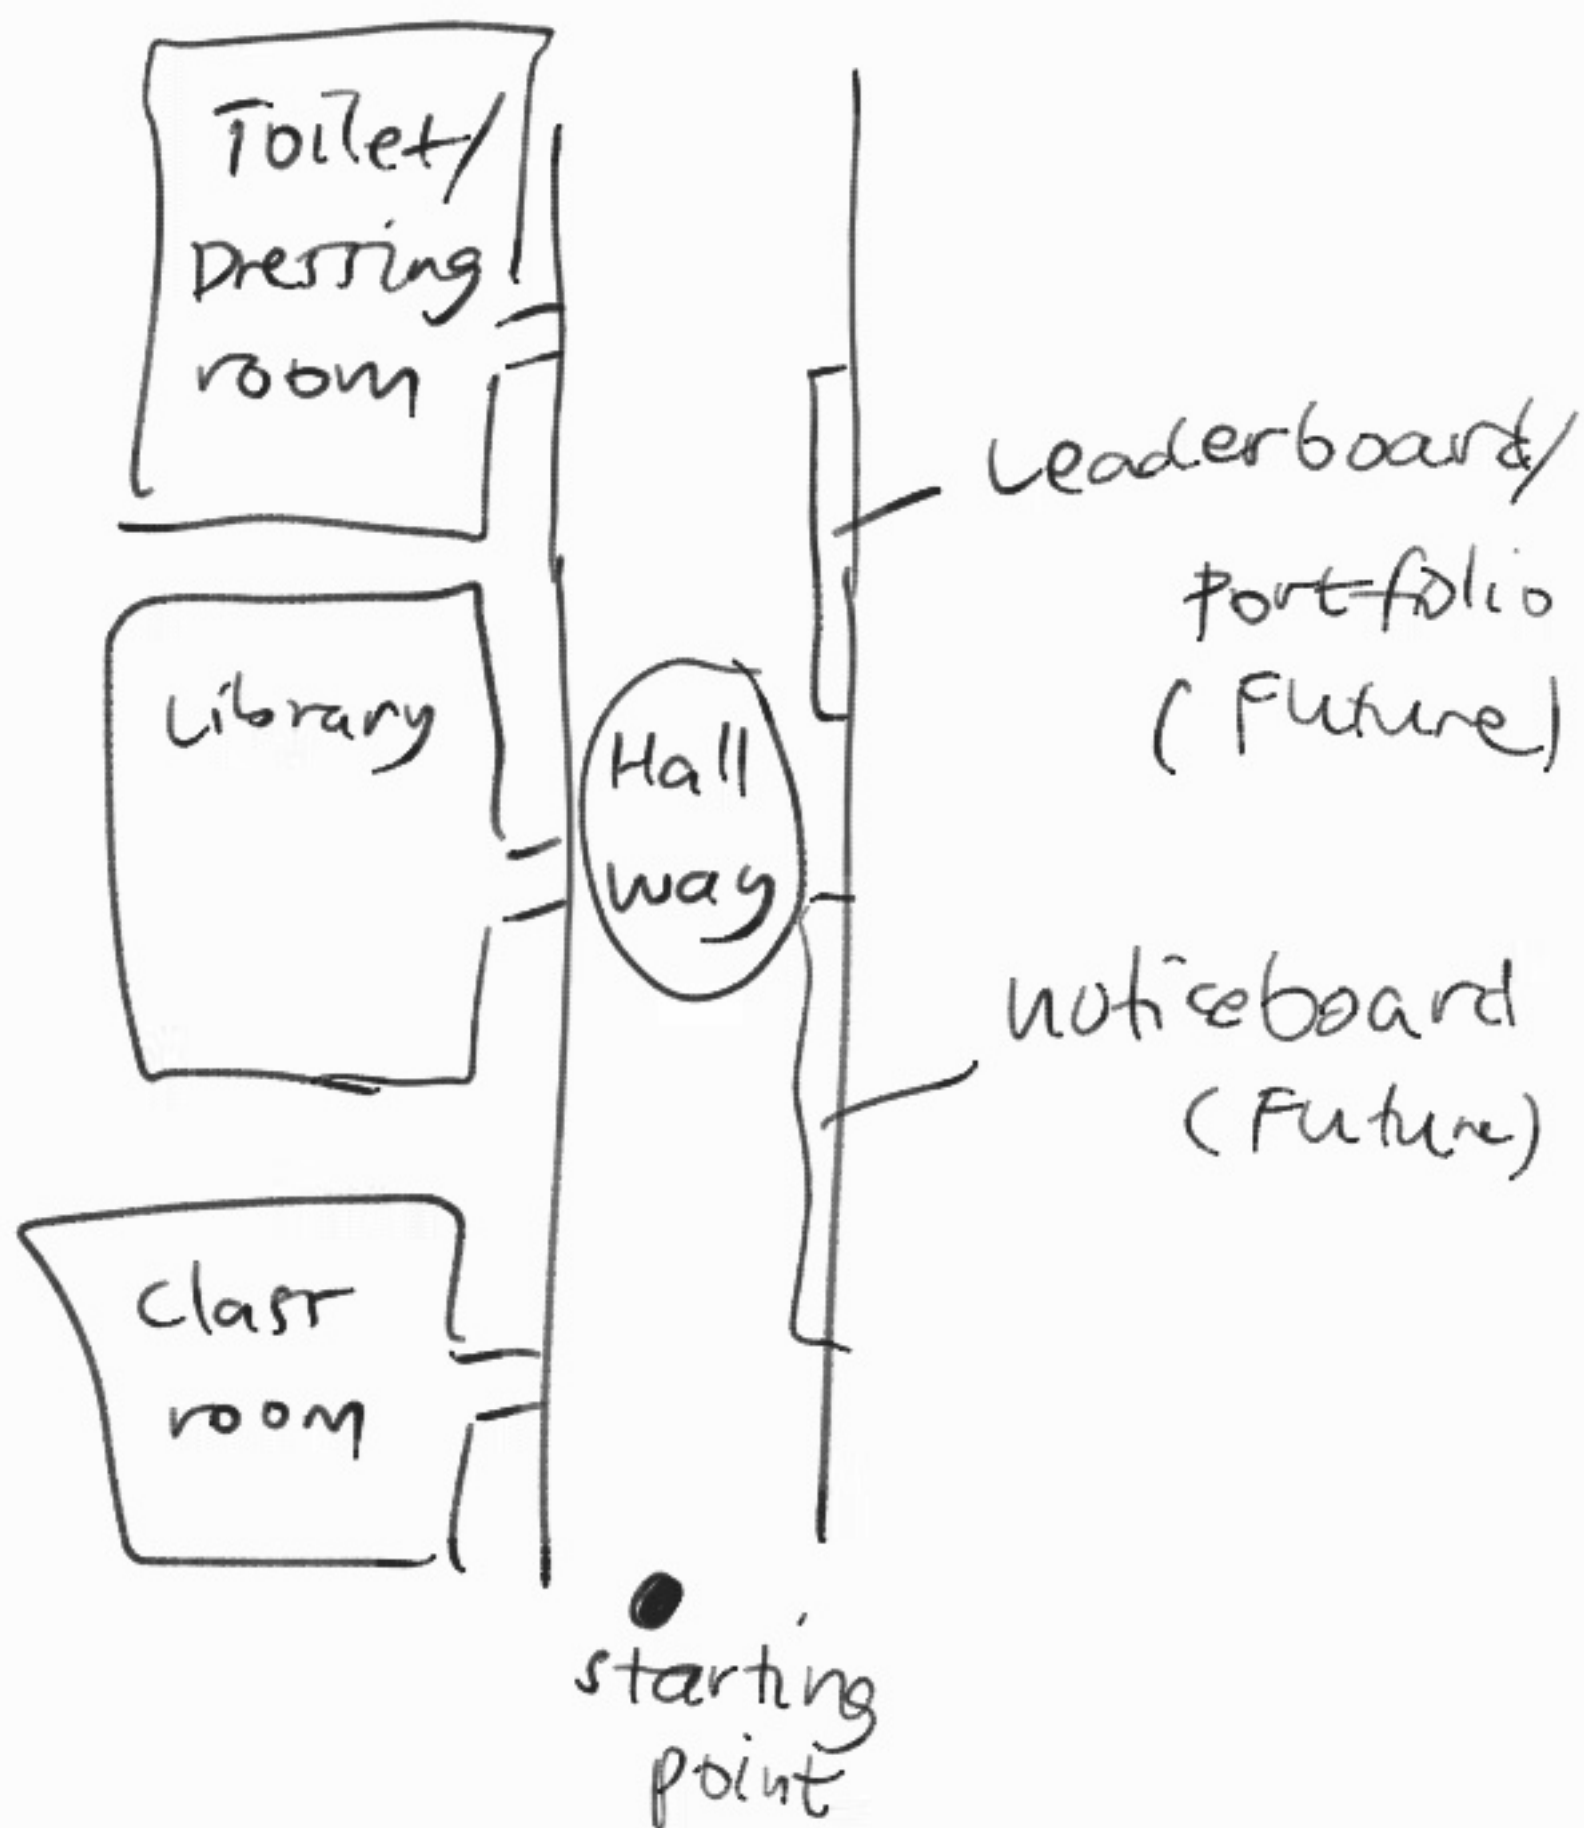 Toilet/
Dressing
room
Leaderboard/
portfolio
(Future)
Library
Hall
way
noticeboard
(Future)
Class
room
starting
point